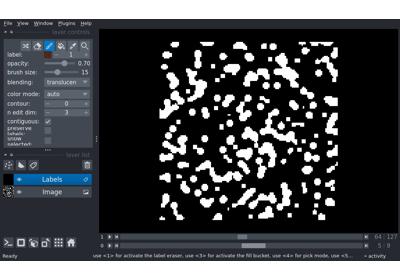 File View Window Plugins Help
layer controls
label: 1
opacity: 0.70
brush size: 15
blending: translucen
color mode: auto
contour: 0
n edit dim: 3
contiguous:
preserve labels:
show selected:
layer list
Labels
Image
1 64 127
0 5 9
Ready use <1> for activate the label eraser, use <3> for activate the fill bucket, use <4> for pick mode, use <5... activity